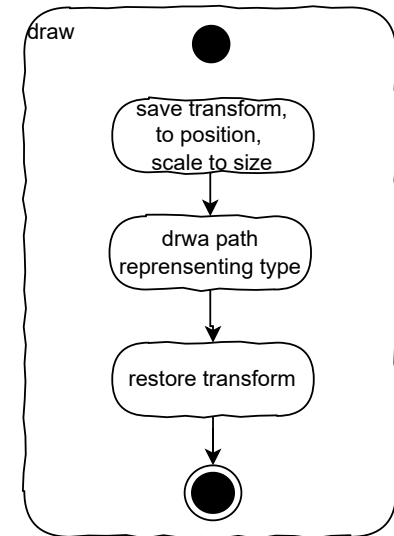 draw
save transform,
to position,
scale to size
drwa path
reprensenting type
restore transform